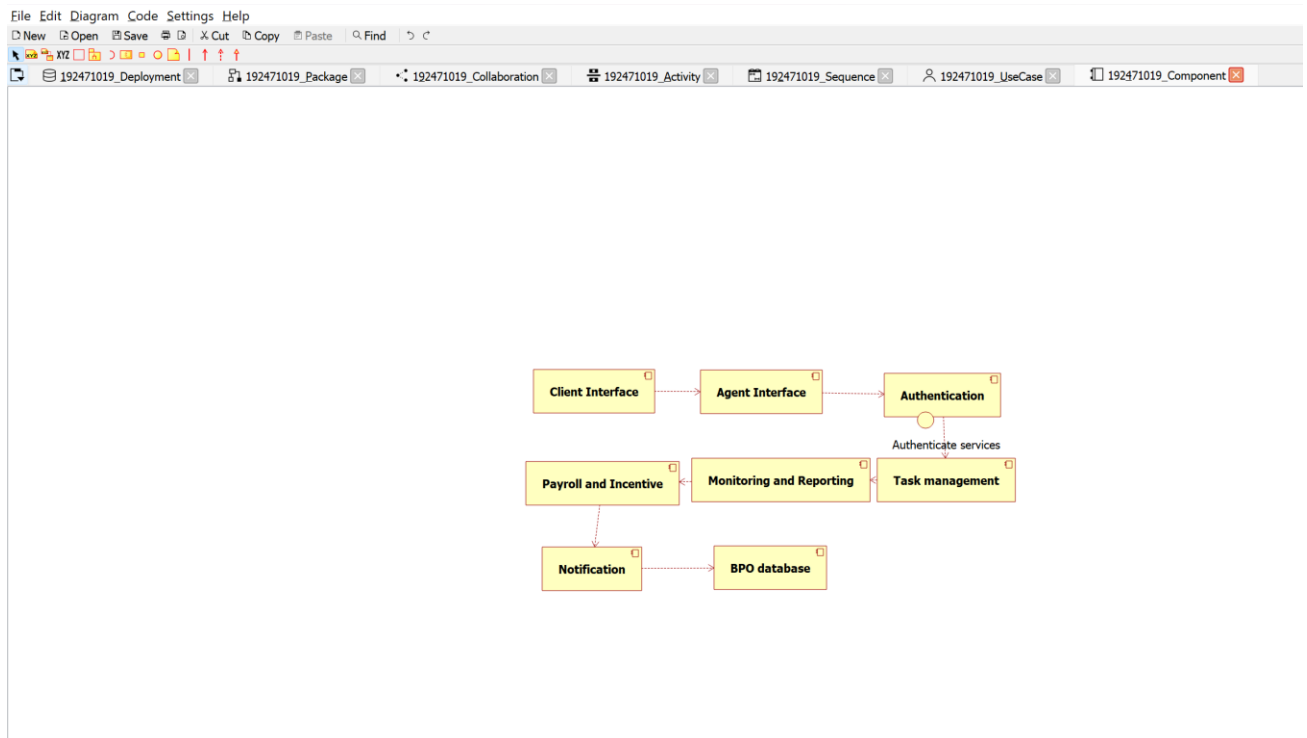 File Edit Diagram Code Settings Help
New Open Save Cut Copy Paste Find
XYZ XYZ
192471019_Deployment 192471019_Package 192471019_Collaboration 192471019_Activity 192471019_Sequence 192471019_UseCase 192471019_Component
Client Interface Agent Interface Authentication
Authenticate services
Payroll and Incentive Monitoring and Reporting Task management
Notification BPO database